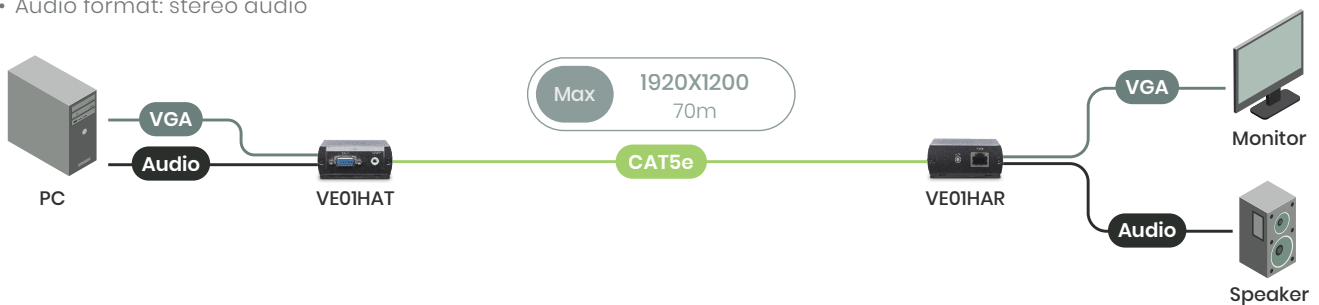 • Audio format: stereo audio
Max
1920X1200
70m
VGA
Audio
CAT5e
VGA
Audio
PC
VE01HAT
VE01HAR
Monitor
Speaker